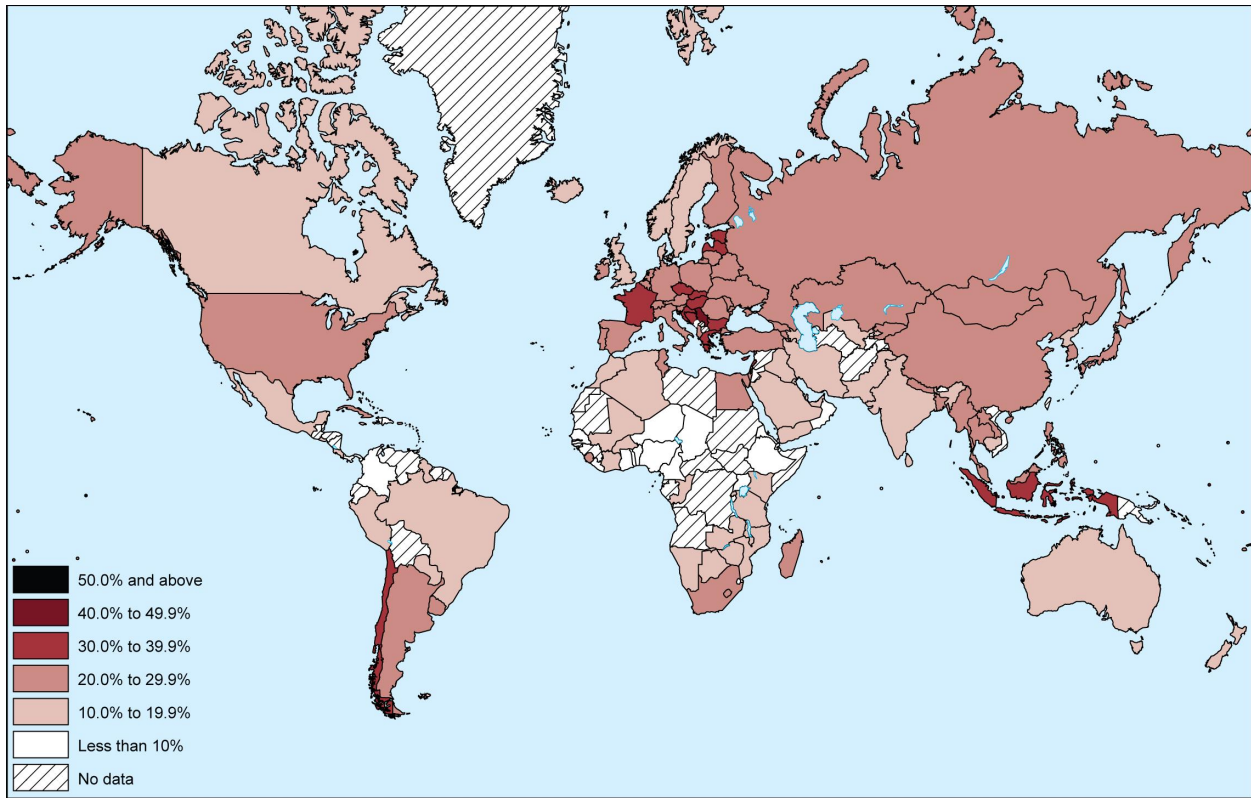 50.0% and above
40.0% to 49.9%
30.0% to 39.9%
20.0% to 29.9%
10.0% to 19.9%
Less than 10%
No data